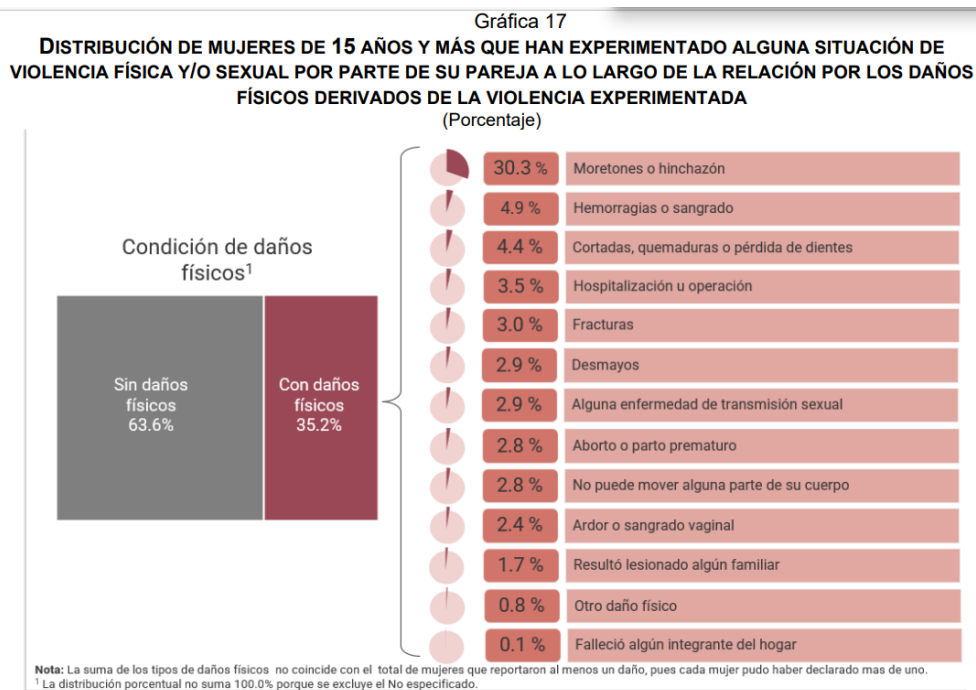 Gráfica 17
DISTRIBUCIÓN DE MUJERES DE 15 AÑOS Y MÁS QUE HAN EXPERIMENTADO ALGUNA SITUACIÓN DE
VIOLENCIA FÍSICA Y/O SEXUAL POR PARTE DE SU PAREJA A LO LARGO DE LA RELACIÓN POR LOS DAÑOS
FÍSICOS DERIVADOS DE LA VIOLENCIA EXPERIMENTADA
(Porcentaje)
Condición de daños
físicos¹
Sin daños
físicos
63.6%
Con daños
físicos
35.2%
30.3 % Moretones o hinchazón
4.9 % Hemorragias o sangrado
4.4 % Cortadas, quemaduras o pérdida de dientes
3.5 % Hospitalización u operación
3.0 % Fracturas
2.9 % Desmayos
2.9 % Alguna enfermedad de transmisión sexual
2.8 % Aborto o parto prematuro
2.8 % No puede mover alguna parte de su cuerpo
2.4 % Ardor o sangrado vaginal
1.7 % Resultó lesionado algún familiar
0.8 % Otro daño físico
0.1 % Falleció algún integrante del hogar
Nota: La suma de los tipos de daños físicos no coincide con el total de mujeres que reportaron al menos un daño, pues cada mujer pudo haber declarado mas de uno.
¹ La distribución porcentual no suma 100.0% porque se excluye el No especificado.